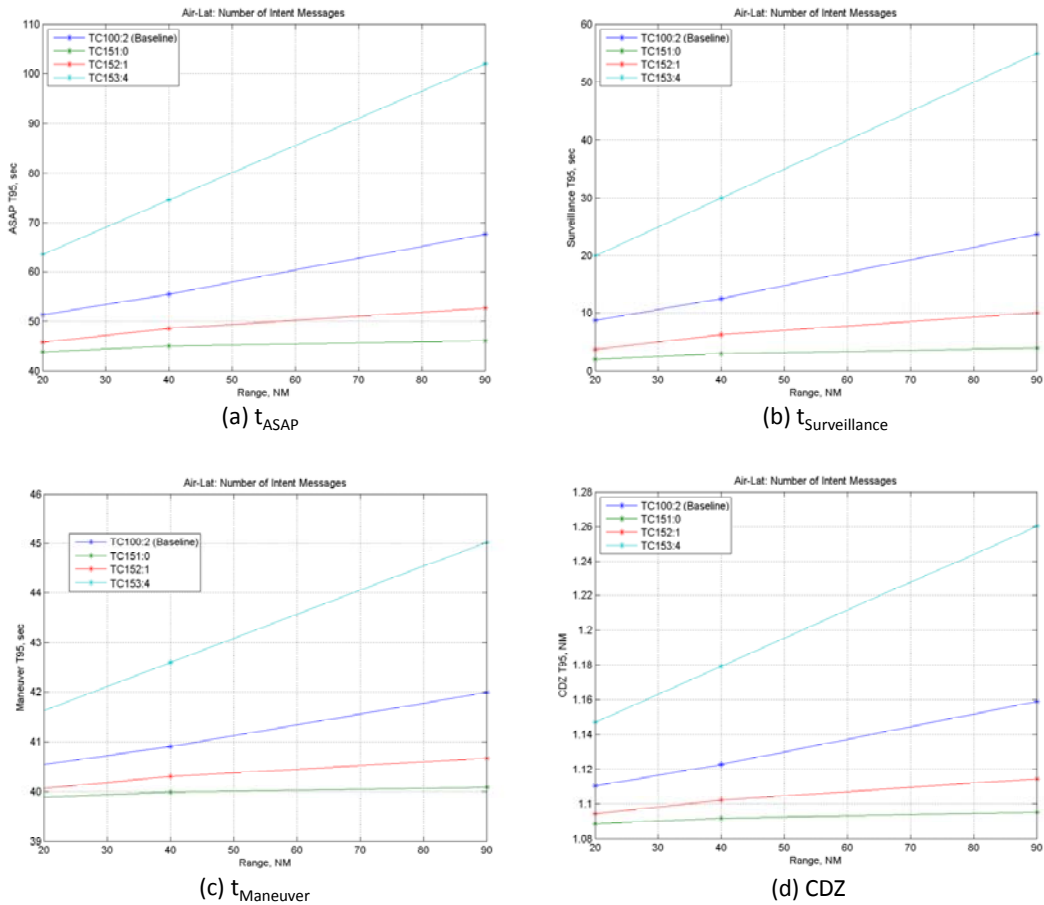 Air-Lat: Number of Intent Messages
110
100
90
80
70
60
50
40
ASAP T95, sec
TC100:2 (Baseline)
TC151:0
TC152:1
TC153:4
20 30 40 50 60 70 80 90
Range, NM
(a) tASAP
Air-Lat: Number of Intent Messages
60
50
40
30
20
10
0
Surveillance T95, sec
TC100:2 (Baseline)
TC151:0
TC152:1
TC153:4
20 30 40 50 60 70 80 90
Range, NM
(b) tSurveillance
Air-Lat: Number of Intent Messages
46
45
44
43
42
41
40
39
Maneuver T95, sec
TC100:2 (Baseline)
TC151:0
TC152:1
TC153:4
20 30 40 50 60 70 80 90
Range, NM
(c) tManeuver
Air-Lat: Number of Intent Messages
1.28
1.26
1.24
1.22
1.2
1.18
1.16
1.14
1.12
1.1
1.08
CDZ T95, NM
TC100:2 (Baseline)
TC151:0
TC152:1
TC153:4
20 30 40 50 60 70 80 90
Range, NM
(d) CDZ